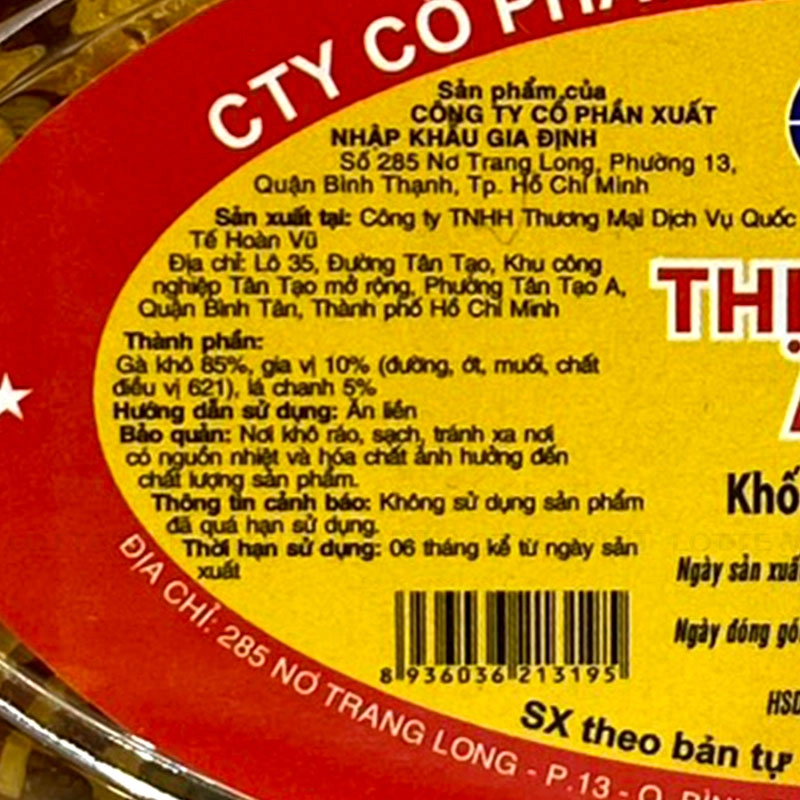 CTY CỔ PHẦN
Sản phẩm của
CÔNG TY CỔ PHẦN XUẤT
NHẬP KHẨU GIA ĐỊNH
Số 285 Nơ Trang Long, Phường 13,
Quận Bình Thạnh, Tp. Hồ Chí Minh
Sản xuất tại: Công ty TNHH Thương Mại Dịch Vụ Quốc
Tế Hoàn Vũ
Địa chỉ: Lô 35, Đường Tân Tạo, Khu công
nghiệp Tân Tạo mở rộng, Phường Tân Tạo A,
Quận Bình Tân, Thành phố Hồ Chí Minh
Thành phần:
Gà khô 85%, gia vị 10% (đường, ớt, muối, chất
điều vị 621), lá chanh 5%
Hướng dẫn sử dụng: Ăn liền
Bảo quản: Nơi khô ráo, sạch, tránh xa nơi
có nguồn nhiệt và hóa chất ảnh hưởng đến
chất lượng sản phẩm.
Thông tin cảnh báo: Không sử dụng sản phẩm
đã quá hạn sử dụng.
Thời hạn sử dụng: 06 tháng kể từ ngày sản
xuất
8 936036 213195
THỊ
Khố
Ngày sản xuấ
Ngày đóng gó
HSD
SX theo bản tự
ĐỊA CHỈ: 285 NƠ TRANG LONG - P.13 - Q. BÌN